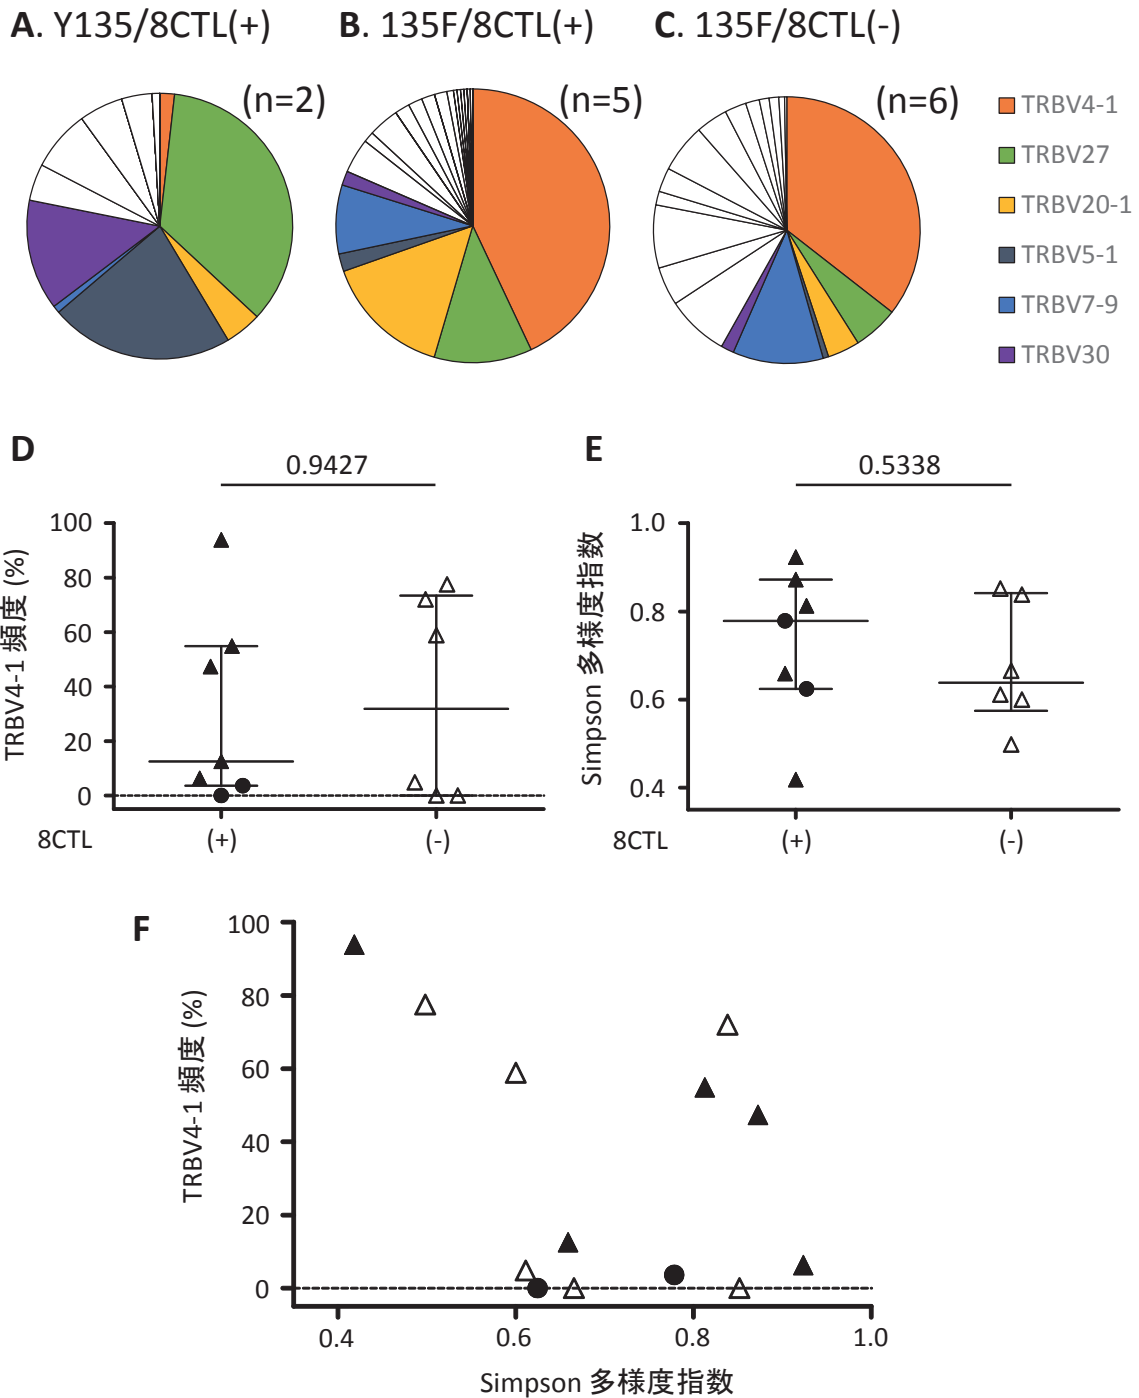 A. Y135/8CTL(+)
B. 135F/8CTL(+)
C. 135F/8CTL(-)
(n=2)
(n=5)
(n=6)
TRBV4-1
TRBV27
TRBV20-1
TRBV5-1
TRBV7-9
TRBV30
D
0.9427
TRBV4-1 頻度 (%)
100
80
60
40
20
0
8CTL
(+)
(-)
E
0.5338
Simpson 多様度指数
1.0
0.8
0.6
0.4
8CTL
(+)
(-)
F
TRBV4-1 頻度 (%)
100
80
60
40
20
0
0.4
0.6
0.8
1.0
Simpson 多様度指数